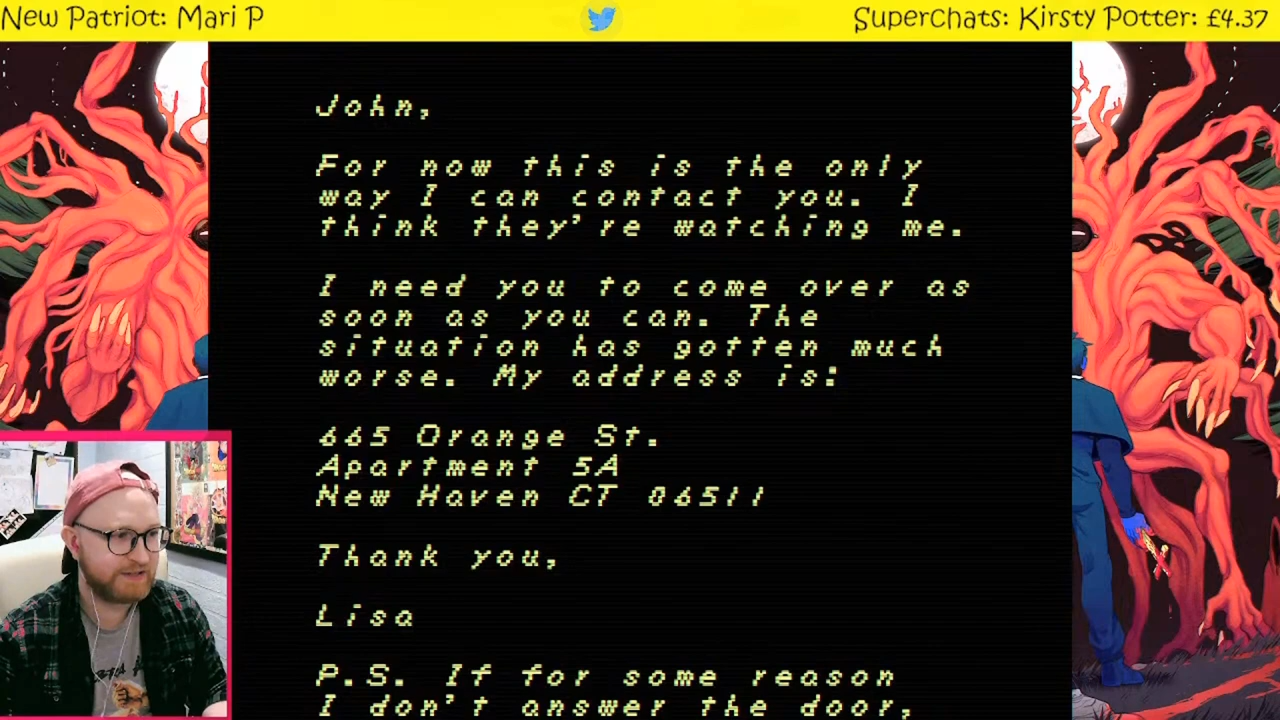 New Patriot: Mari P
Superchats: Kirsty Potter: £4.37
John,
For now this is the only
way I can contact you. I
think they're watching me.
I need you to come over as
soon as you can. The
situation has gotten much
worse. My address is:
665 Orange St.
Apartment 5A
New Haven CT 06511
Thank you,
Lisa
P.S. If for some reason
I don't answer the door,